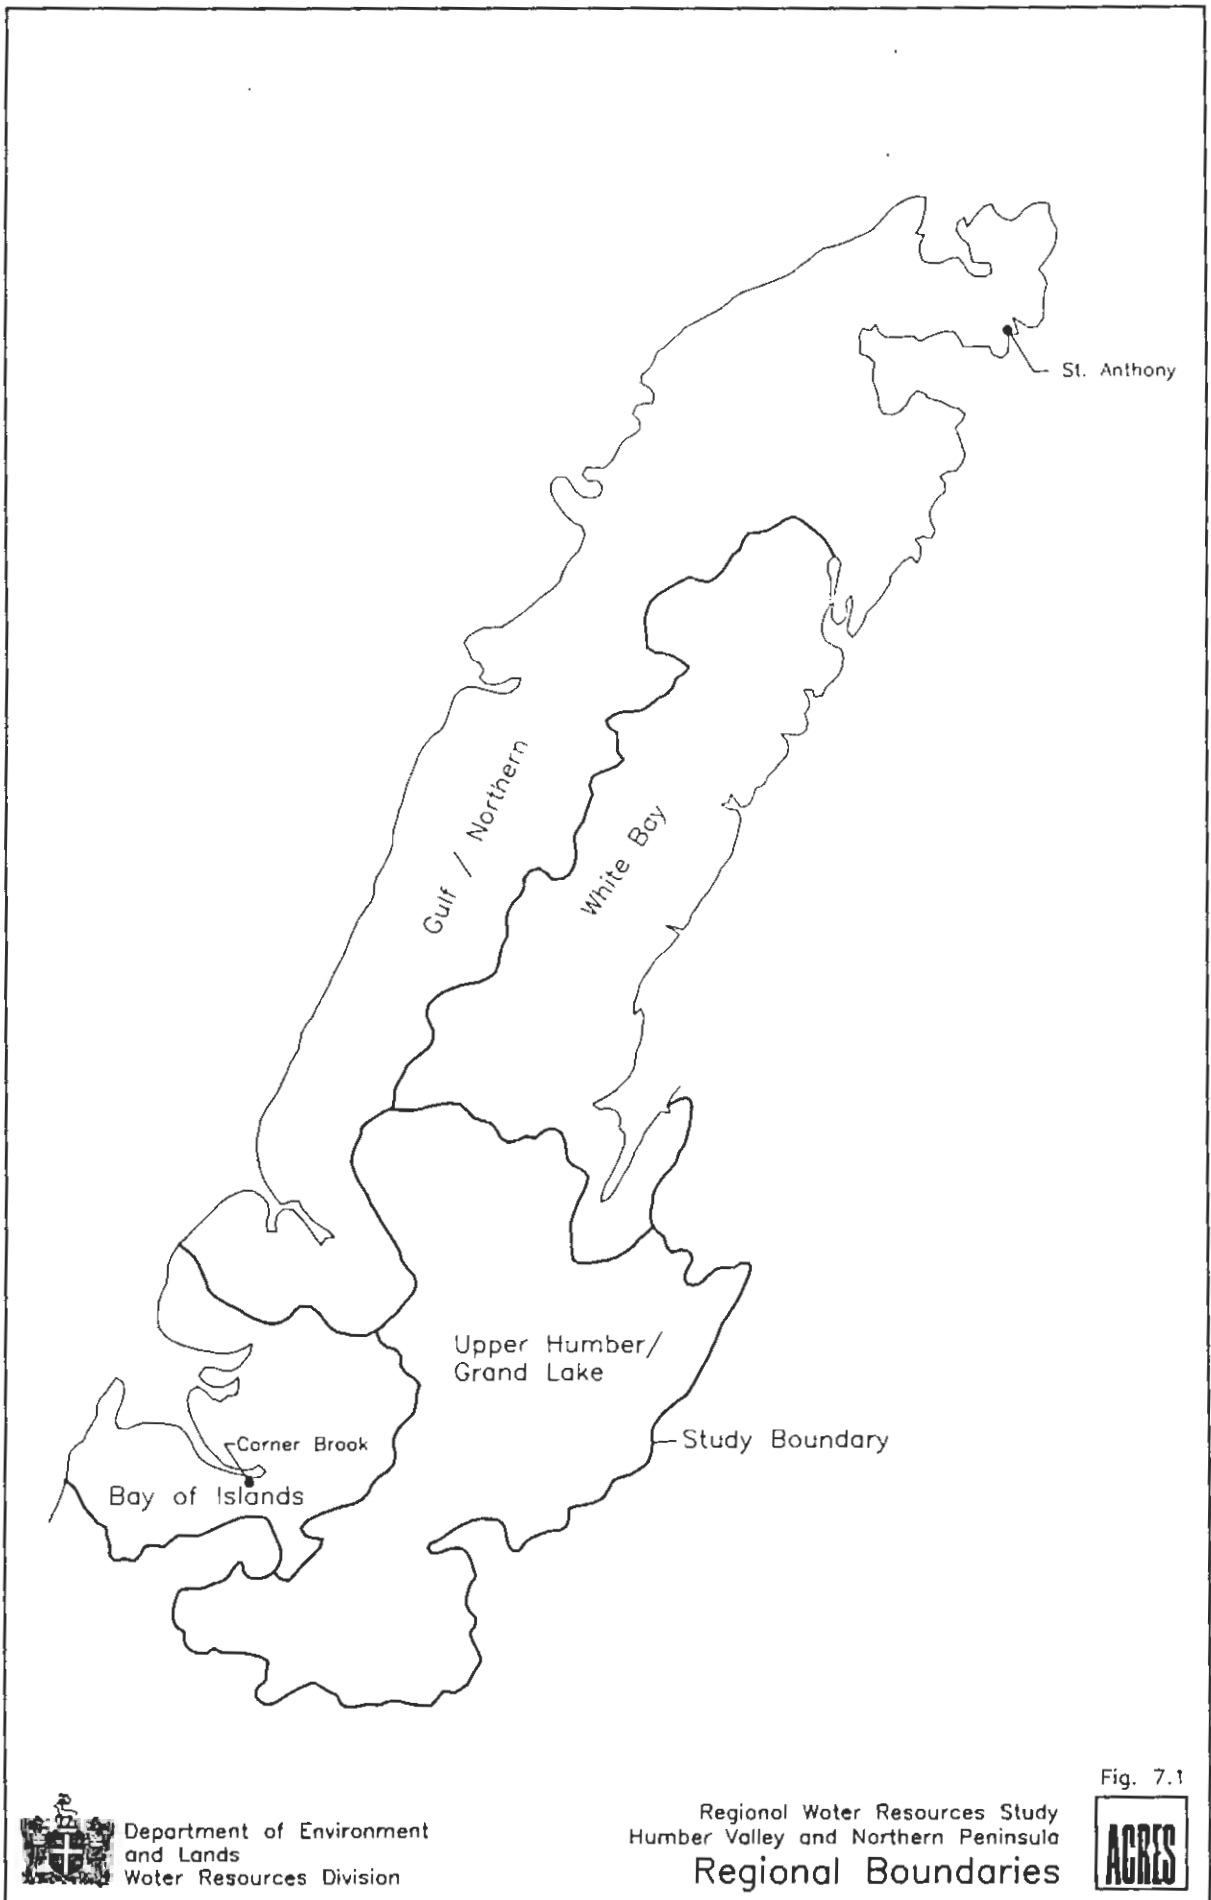 St. Anthony
Gulf / Northern
White Bay
Upper Humber/
Grand Lake
Study Boundary
Corner Brook
Bay of Islands
Fig. 7.1
Department of Environment
and Lands
Water Resources Division
Regional Water Resources Study
Humber Valley and Northern Peninsula
Regional Boundaries
ACRES